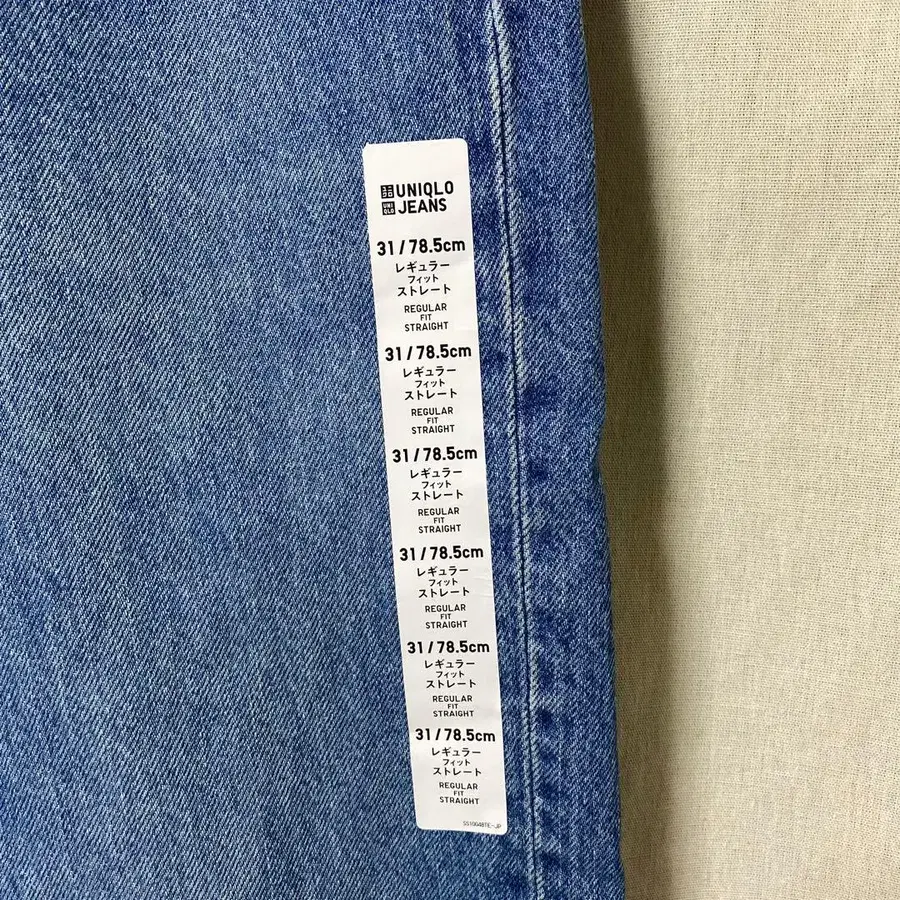 UNIQLO
JEANS
31/78.5cm
レギュラー
フィット
ストレート
REGULAR
FIT
STRAIGHT
31/78.5cm
レギュラー
フィット
ストレート
REGULAR
FIT
STRAIGHT
31/78.5cm
レギュラー
フィット
ストレート
REGULAR
FIT
STRAIGHT
31/78.5cm
レギュラー
フィット
ストレート
REGULAR
FIT
STRAIGHT
31/78.5cm
レギュラー
フィット
ストレート
REGULAR
FIT
STRAIGHT
31/78.5cm
レギュラー
フィット
ストレート
REGULAR
FIT
STRAIGHT